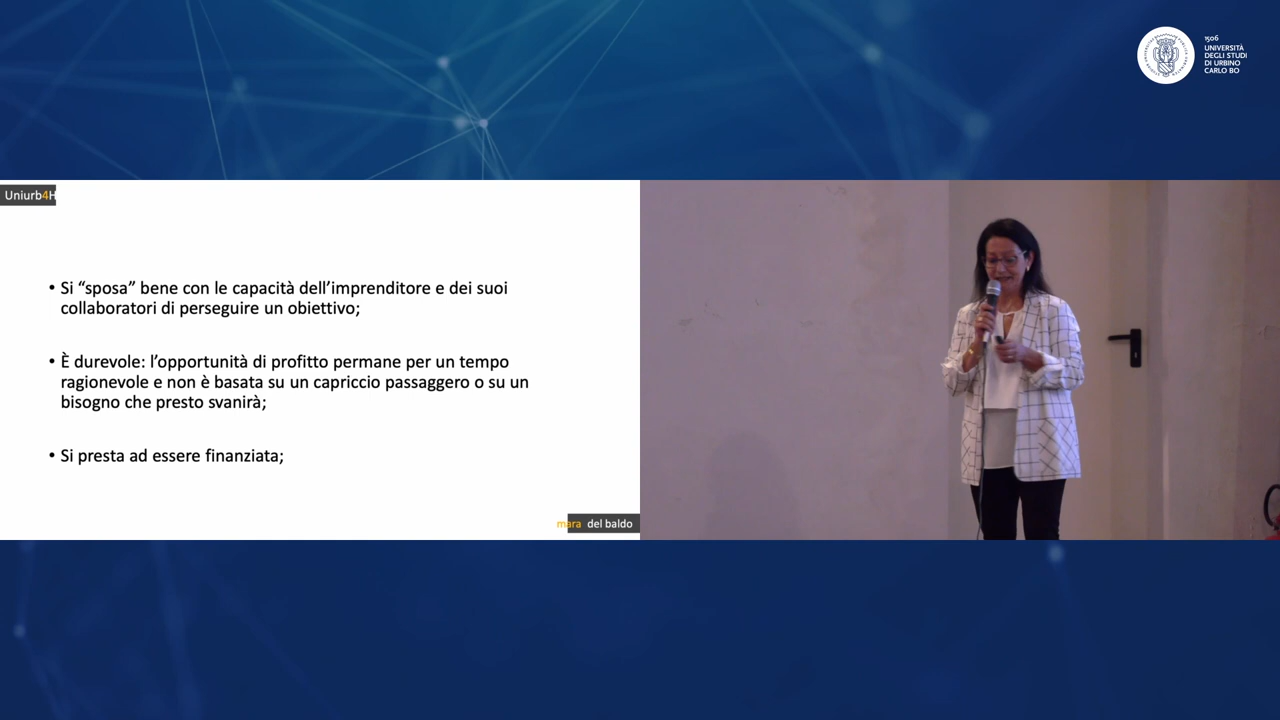 1506
UNIVERSITÀ
DEGLI STUDI
DI URBINO
CARLO BO
Uniurb4H
• Si “sposa” bene con le capacità dell’imprenditore e dei suoi
collaboratori di perseguire un obiettivo;
• È durevole: l’opportunità di profitto permane per un tempo
ragionevole e non è basata su un capriccio passaggero o su un
bisogno che presto svanirà;
• Si presta ad essere finanziata;
mara del baldo